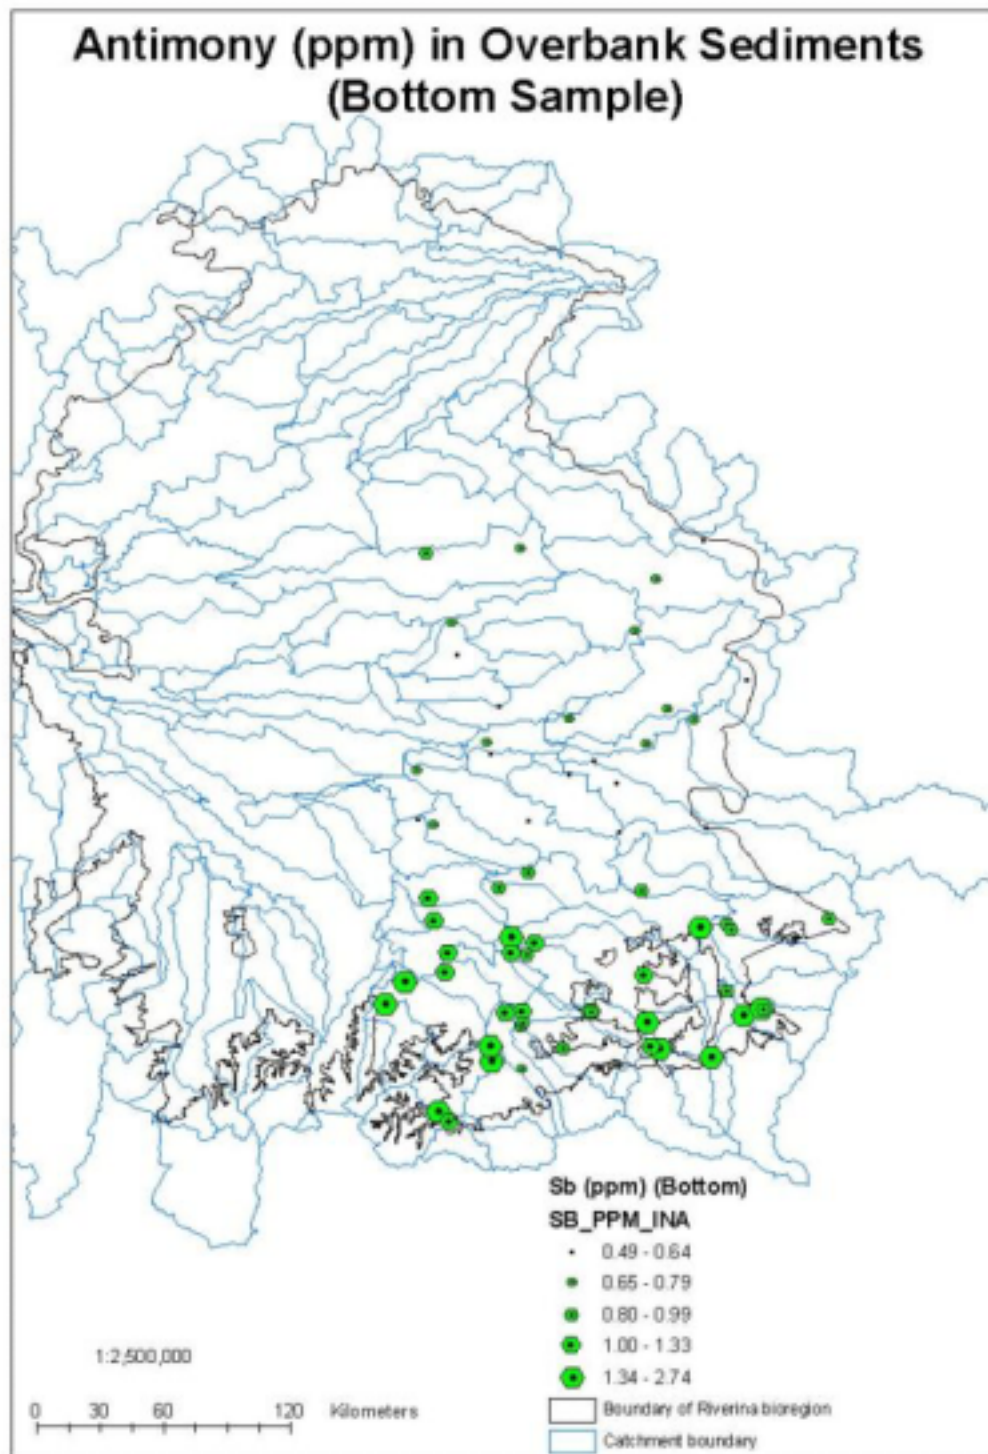 Antimony (ppm) in Overbank Sediments
(Bottom Sample)
Sb (ppm) (Bottom)
SB_PPM_INA
0.49 - 0.64
0.65 - 0.79
0.80 - 0.99
1.00 - 1.33
1.34 - 2.74
Boundary of Riverina bioregion
Catchment boundary
1:2,500,000
0 30 60 120 Kilometers